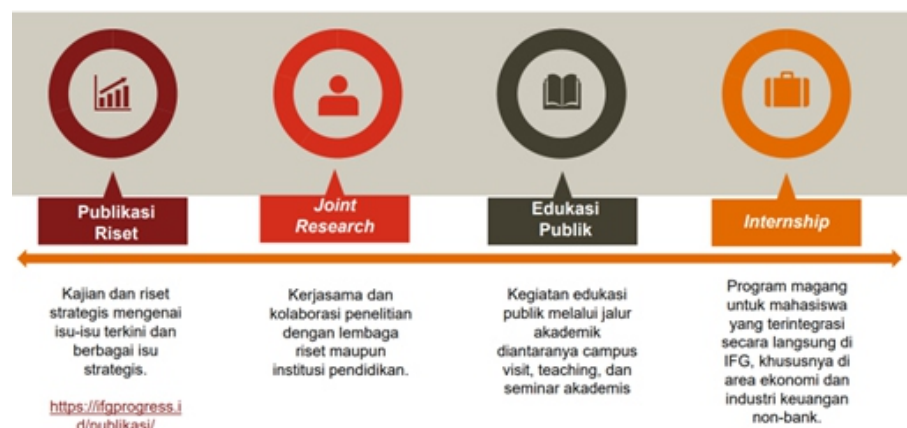 Publikasi
Riset
Joint
Research
Edukasi
Publik
Internship
Kajian dan riset
strategis mengenai
isu-isu terkini dan
berbagai isu
strategis.
https://ifgprogress.i
d/publikasi/
Kerjasama dan
kolaborasi penelitian
dengan lembaga
riset maupun
institusi pendidikan.
Kegiatan edukasi
publik melalui jalur
akademik
diantaranya campus
visit, teaching, dan
seminar akademis
Program magang
untuk mahasiswa
yang terintegrasi
secara langsung di
IFG, khususnya di
area ekonomi dan
industri keuangan
non-bank.